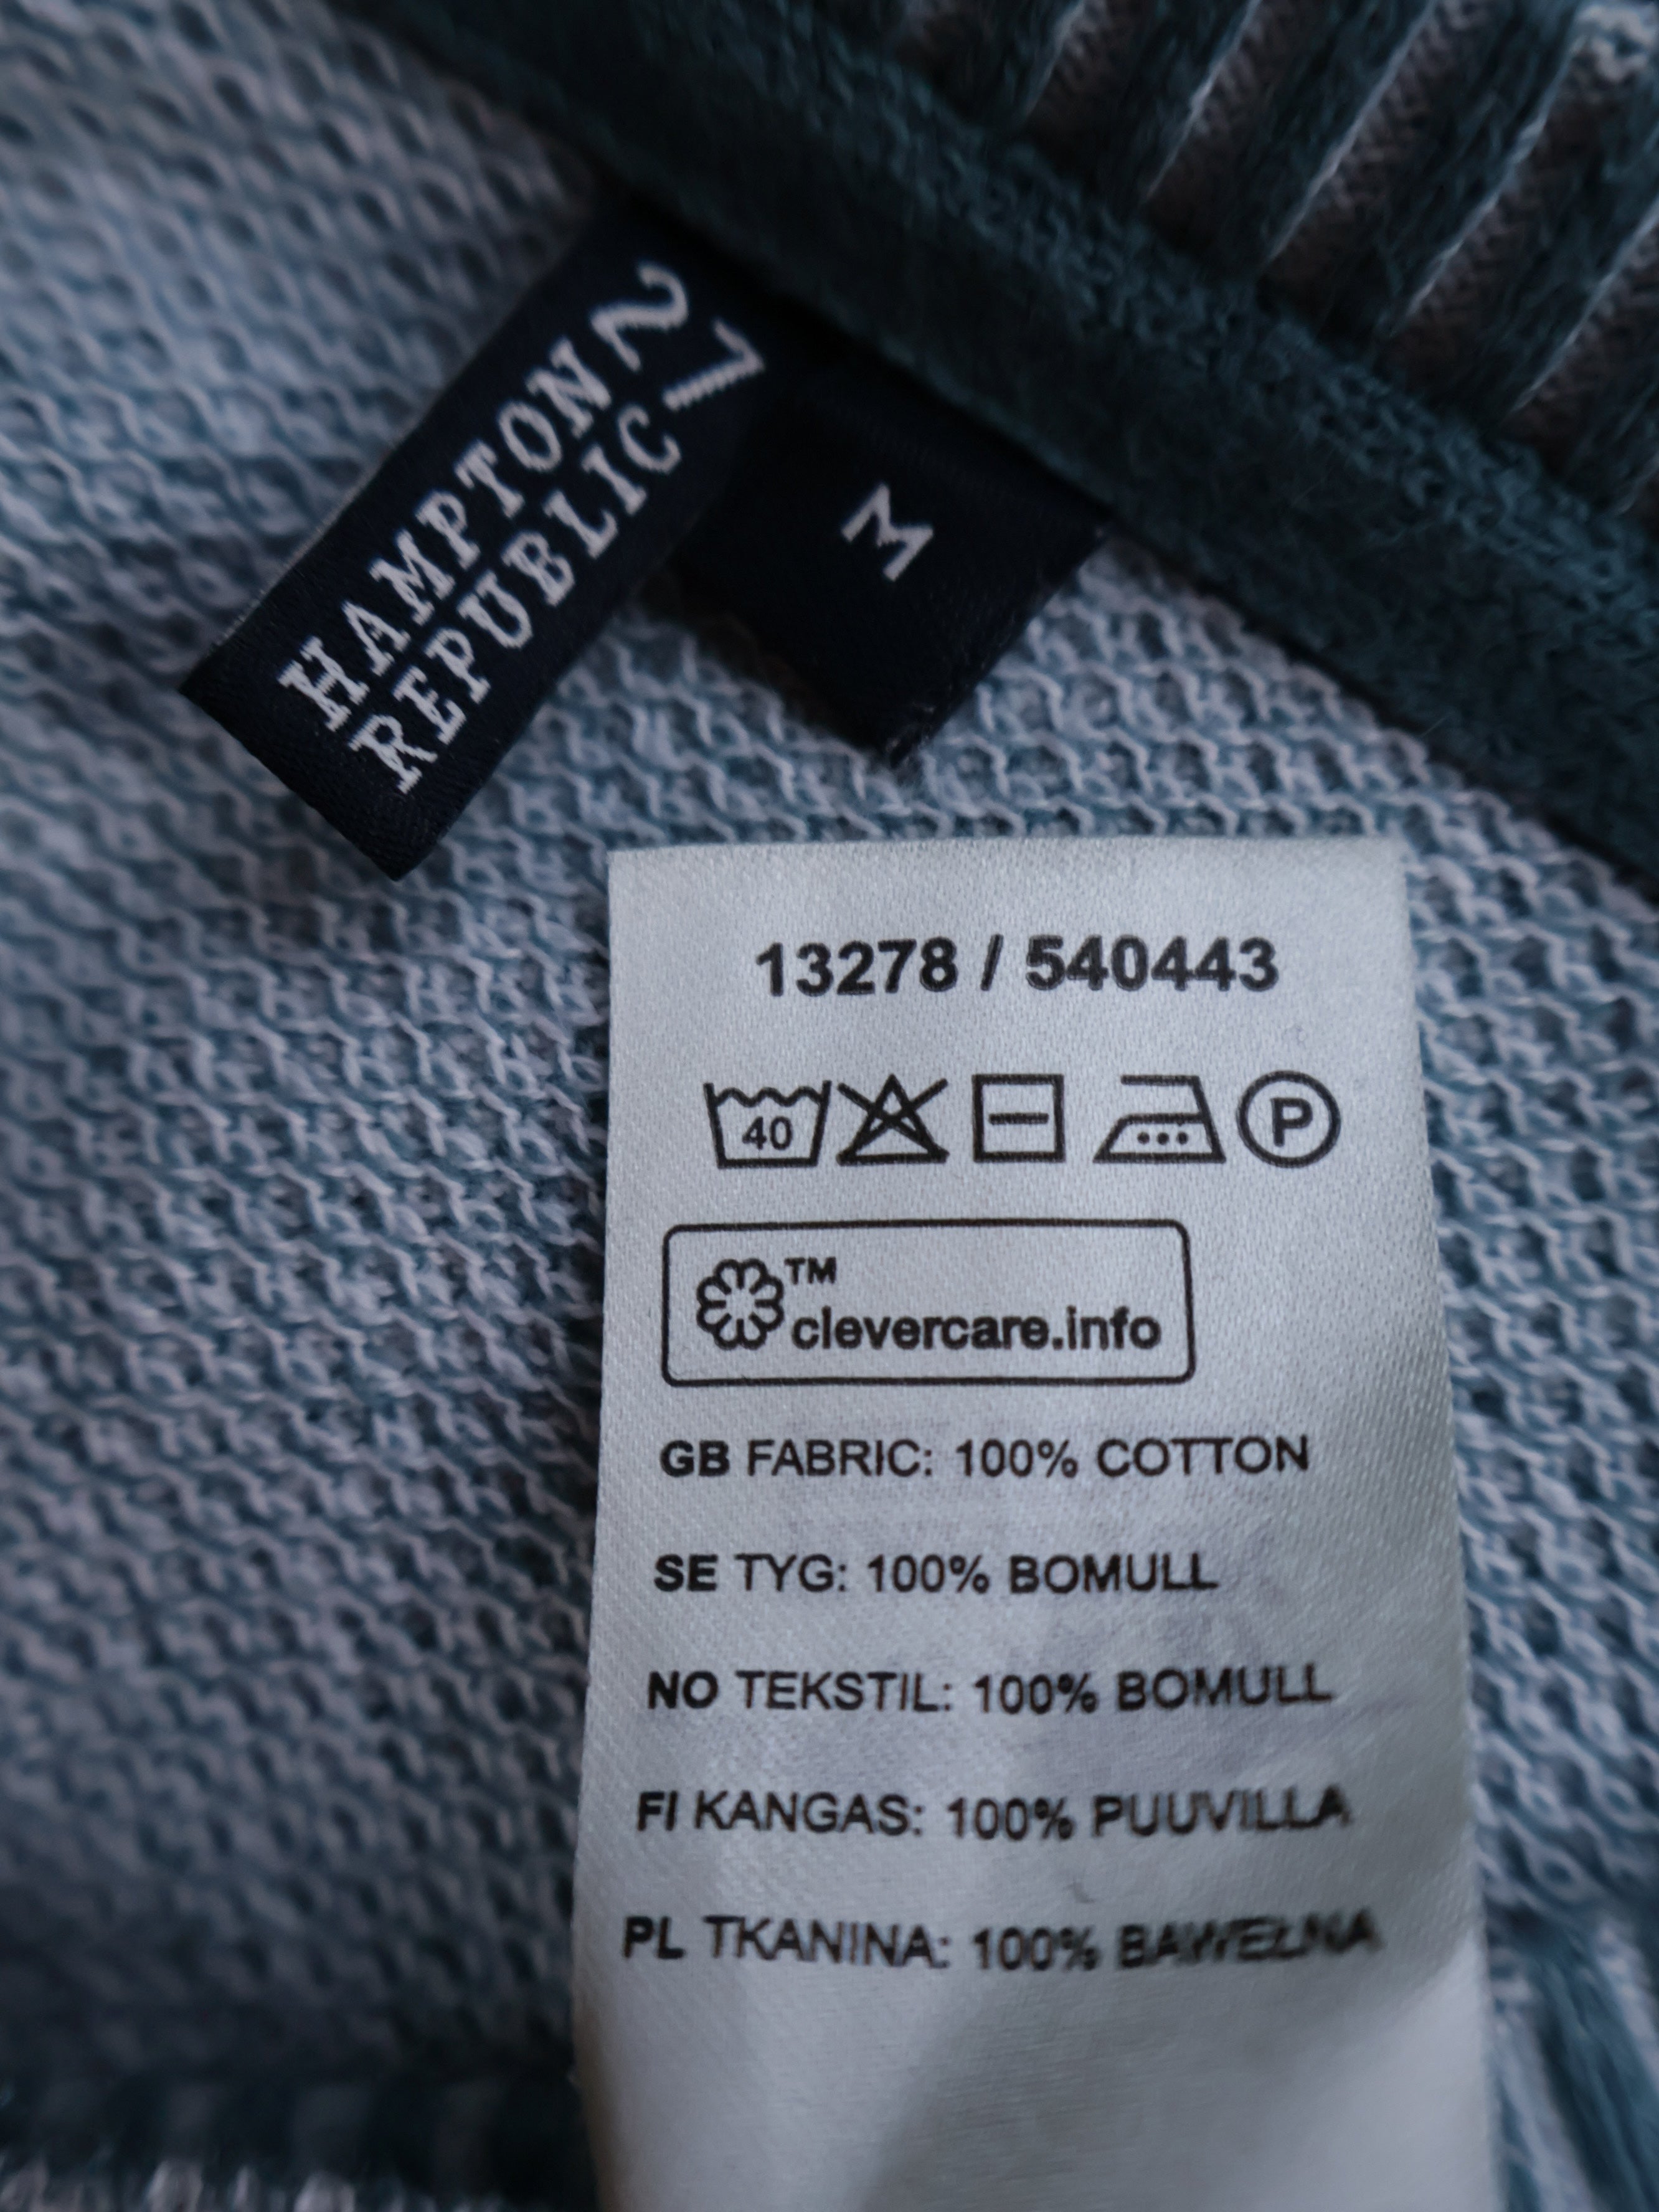 HAMPTON
REPUBLIC
27
M
13278 / 540443
40
P
TM
clevercare.info
GB FABRIC: 100% COTTON
SE TYG: 100% BOMULL
NO TEKSTIL: 100% BOMULL
FI KANGAS: 100% PUUVILLA
PL TKANINA: 100% BAWEŁNA